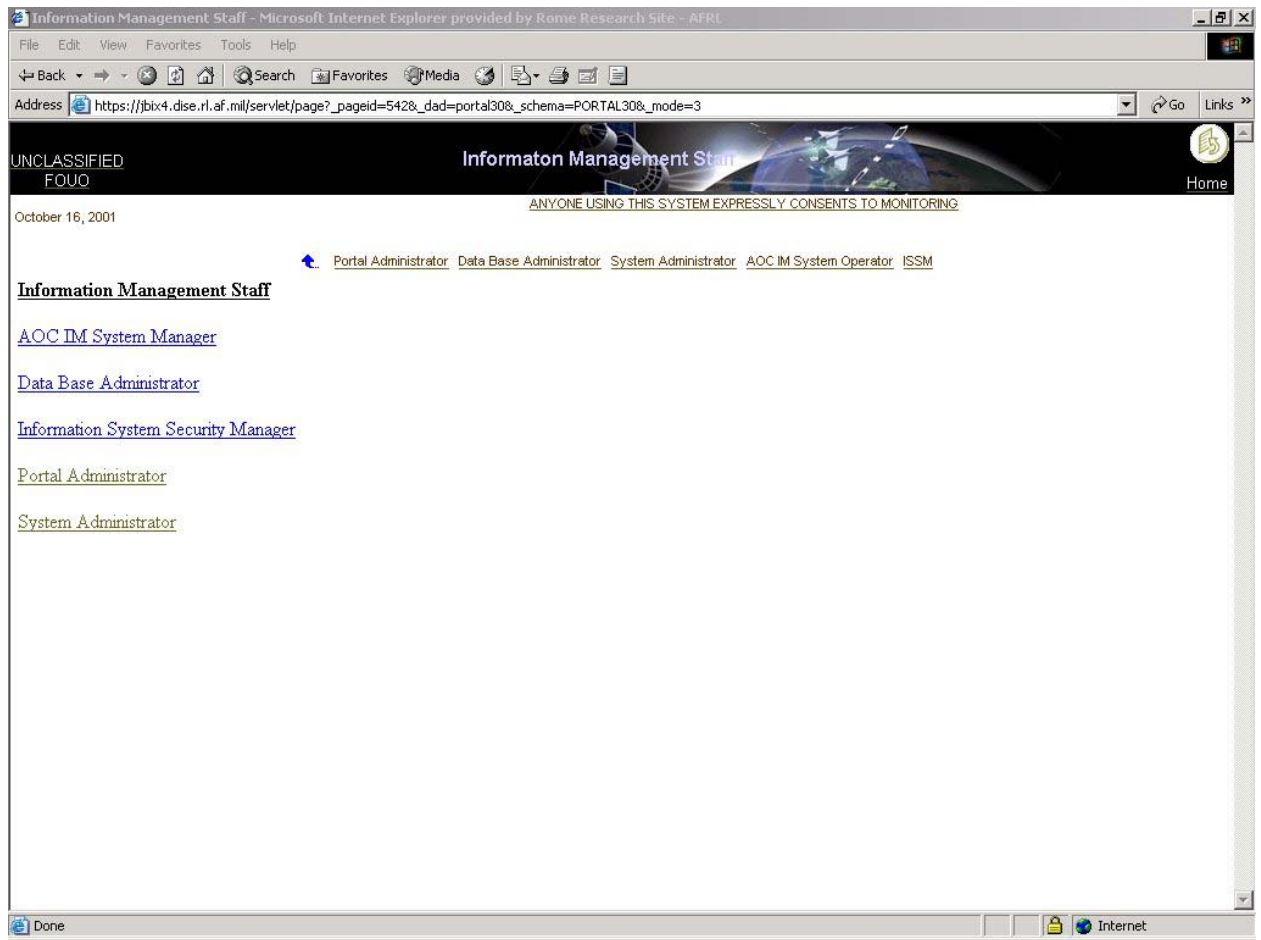 Information Management Staff - Microsoft Internet Explorer provided by Rome Research Site - AFRL
File Edit View Favorites Tools Help
Back Search Favorites Media
Address https://jbix4.dise.rl.af.mil/servlet/page?_pageid=542&_dad=portal30&_schema=PORTAL30&_mode=3 Go Links »
UNCLASSIFIED
FOUO
Informaton Management Staff
Home
ANYONE USING THIS SYSTEM EXPRESSLY CONSENTS TO MONITORING
October 16, 2001
Portal Administrator Data Base Administrator System Administrator AOC IM System Operator ISSM
Information Management Staff
AOC IM System Manager
Data Base Administrator
Information System Security Manager
Portal Administrator
System Administrator
Done Internet